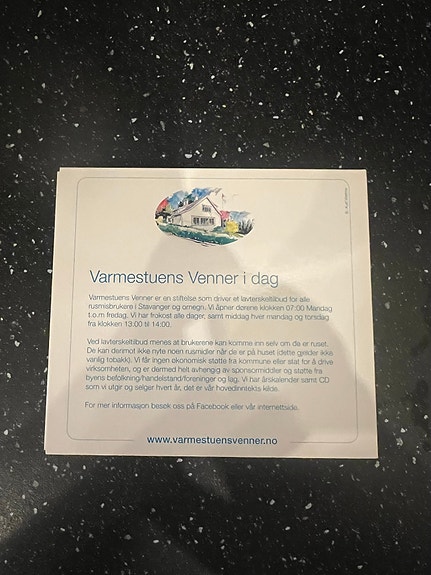 Varmestuens Venner i dag
Varmestuens Venner er en stiftelse som driver et lavterskeltilbud for alle
rusmisbrukere i Stavanger og omegn. Vi åpner dørene klokken 07:00 Mandag
t.o.m fredag. Vi har frokost alle dager, samt middag hver mandag og torsdag
fra klokken 13:00 til 14:00.
Ved lavterskeltilbud menes at brukerene kan komme inn selv om de er ruset.
De kan derimot ikke nyte noen rusmidler når de er på huset (dette gjelder ikke
vanlig tobakk). Vi får ingen økonomisk støtte fra kommune eller stat for å drive
virksomheten, og er dermed helt avhengig av sponsormiddler og støtte fra
byens befolkning/handelstand/foreninger og lag. Vi har årskalender samt CD
som vi utgir og selger hvert år, det er vår hovedinntekts kilde.
For mer informasjon besøk oss på Facebook eller vår internettside.
www.varmestuensvenner.no